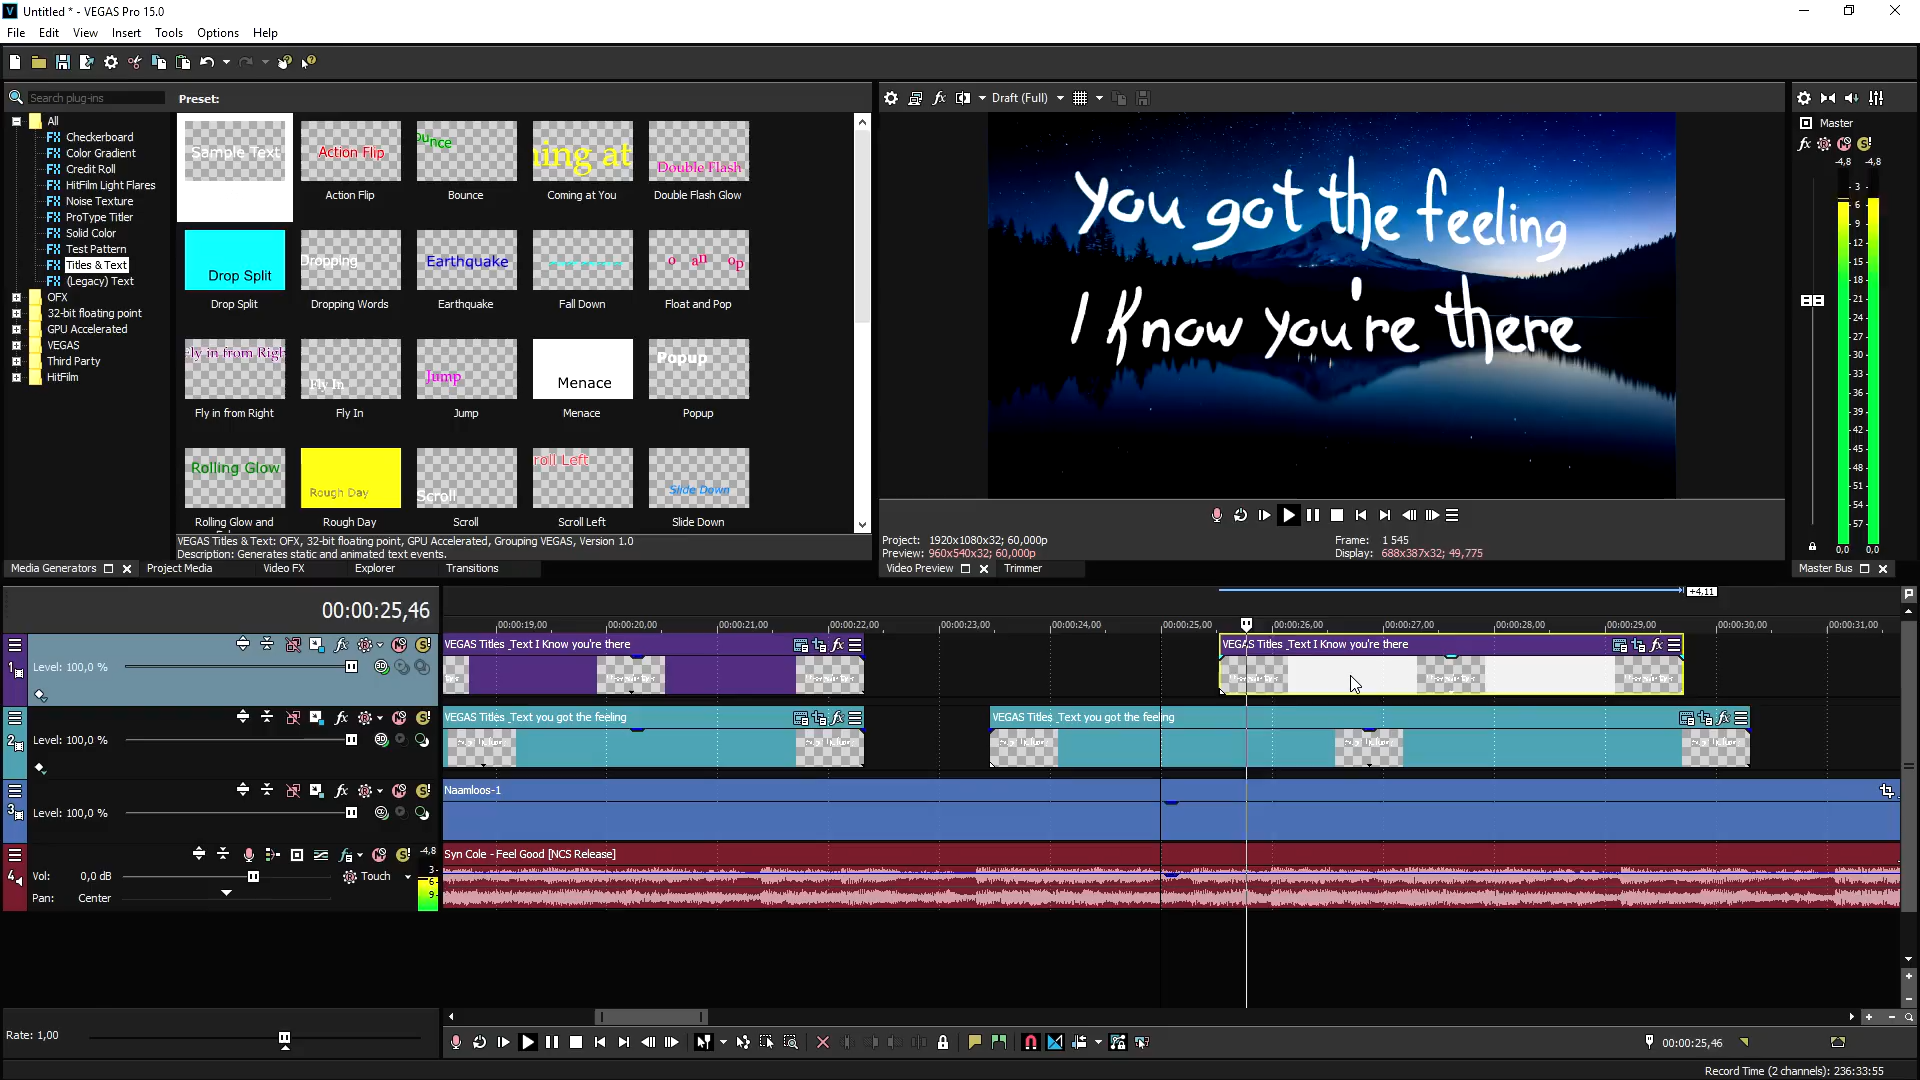 Untitled * - VEGAS Pro 15.0
File Edit View Insert Tools Options Help
Search plug-ins
Preset:
All
Checkerboard
Color Gradient
Credit Roll
HitFilm Light Flares
Noise Texture
ProType Titler
Solid Color
Test Pattern
Titles & Text
(Legacy) Text
OFX
32-bit floating point
GPU Accelerated
VEGAS
Third Party
HitFilm
Sample Text
Action Flip
ounce
ning at
Double Flash
Action Flip Bounce Coming at You Double Flash Glow
Drop Split
Dropping
Earthquake
o an op
Drop Split Dropping Words Earthquake Fall Down Float and Pop
ly in from Righ
Fly In
Jump
Menace
Popup
Fly in from Right Fly In Jump Menace Popup
Rolling Glow
Rough Day
Scroll
roll Left
Slide Down
Rolling Glow and Rough Day Scroll Scroll Left Slide Down
VEGAS Titles & Text: OFX, 32-bit floating point, GPU Accelerated, Grouping VEGAS, Version 1.0
Description: Generates static and animated text events.
Media Generators Project Media Video FX Explorer Transitions
Draft (Full)
you got the feeling
I Know you're there
Project: 1920x1080x32; 60,000p
Frame: 1 545
Preview: 960x540x32; 60,000p
Display: 688x387x32; 49,775
Video Preview Trimmer
Master
fx
-4,8 -4,8
3
6
9
12
15
18
21
24
27
30
33
36
39
42
45
48
51
54
57
0,0 0,0
Master Bus
00:00:25,46
+4,11
00:00:19,00 00:00:20,00 00:00:21,00 00:00:22,00 00:00:23,00 00:00:24,00 00:00:25,00 00:00:26,00 00:00:27,00 00:00:28,00 00:00:29,00 00:00:30,00 00:00:31,00
1
Level: 100,0 %
VEGAS Titles _Text I Know you're there
VEGAS Titles _Text I Know you're there
2
Level: 100,0 %
VEGAS Titles _Text you got the feeling
VEGAS Titles _Text you got the feeling
3
Level: 100,0 %
Naamloos-1
4
Vol: 0,0 dB
Touch
Pan: Center
-4,8
3
6
9
Syn Cole - Feel Good [NCS Release]
Rate: 1,00
00:00:25,46
Record Time (2 channels): 236:33:55